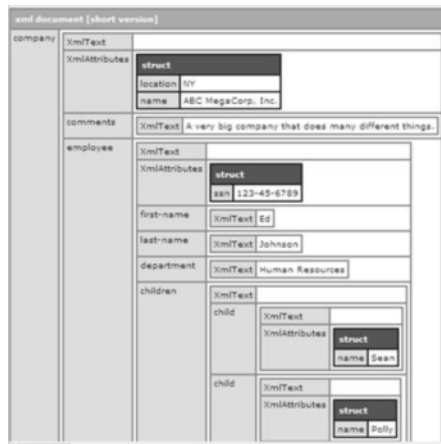 xml document [short version]
company
XmlText
XmlAttributes
struct
location NY
name ABC MegaCorp, Inc.
comments
XmlText A very big company that does many different things.
employee
XmlText
XmlAttributes
struct
ssn 123-45-6789
first-name
XmlText Ed
last-name
XmlText Johnson
department
XmlText Human Resources
children
XmlText
child
XmlText
XmlAttributes
struct
name Sean
child
XmlText
XmlAttributes
struct
name Polly